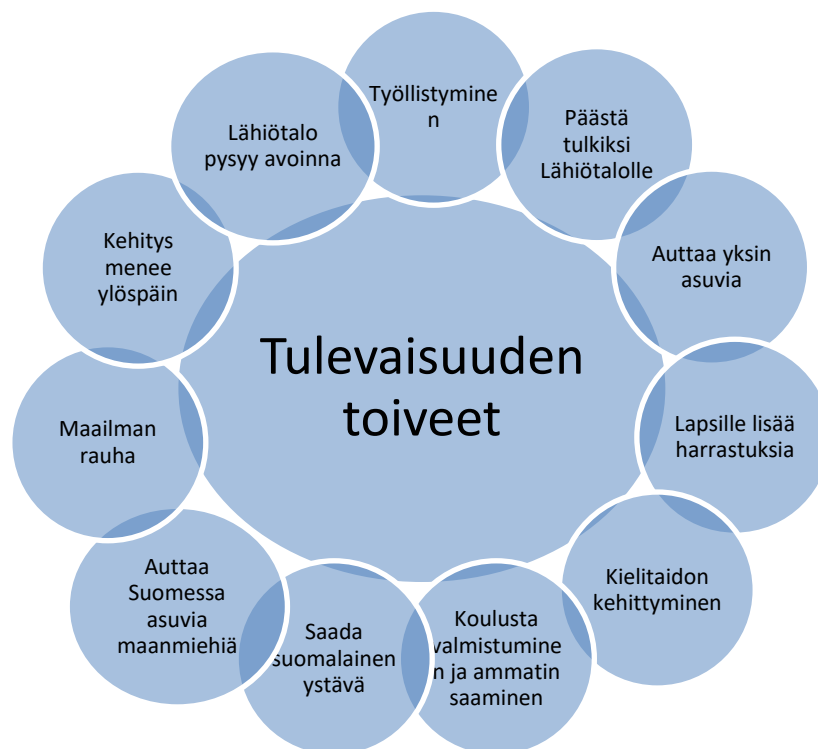 Tulevaisuuden
toiveet
Työllistymine
n
Päästä
tulkiksi
Lähiötalolle
Auttaa yksin
asuvia
Lapsille lisää
harrastuksia
Kielitaidon
kehittyminen
Koulusta
valmistumine
n ja ammatin
saaminen
Saada
suomalainen
ystävä
Auttaa
Suomessa
asuvia
maanmiehiä
Maailman
rauha
Kehitys
menee
ylöspäin
Lähiötalo
pysyy avoinna